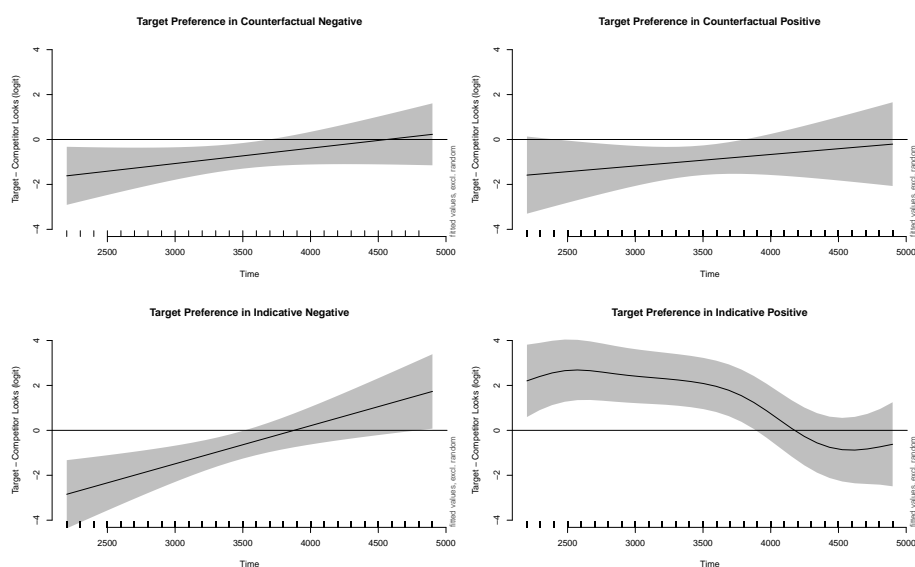 Target Preference in Counterfactual Negative
Target − Competitor Looks (logit)
4
2
0
−2
−4
2500 3000 3500 4000 4500 5000
Time
fitted values, excl. random
Target Preference in Counterfactual Positive
Target − Competitor Looks (logit)
4
2
0
−2
−4
2500 3000 3500 4000 4500 5000
Time
fitted values, excl. random
Target Preference in Indicative Negative
Target − Competitor Looks (logit)
4
2
0
−2
−4
2500 3000 3500 4000 4500 5000
Time
fitted values, excl. random
Target Preference in Indicative Positive
Target − Competitor Looks (logit)
4
2
0
−2
−4
2500 3000 3500 4000 4500 5000
Time
fitted values, excl. random